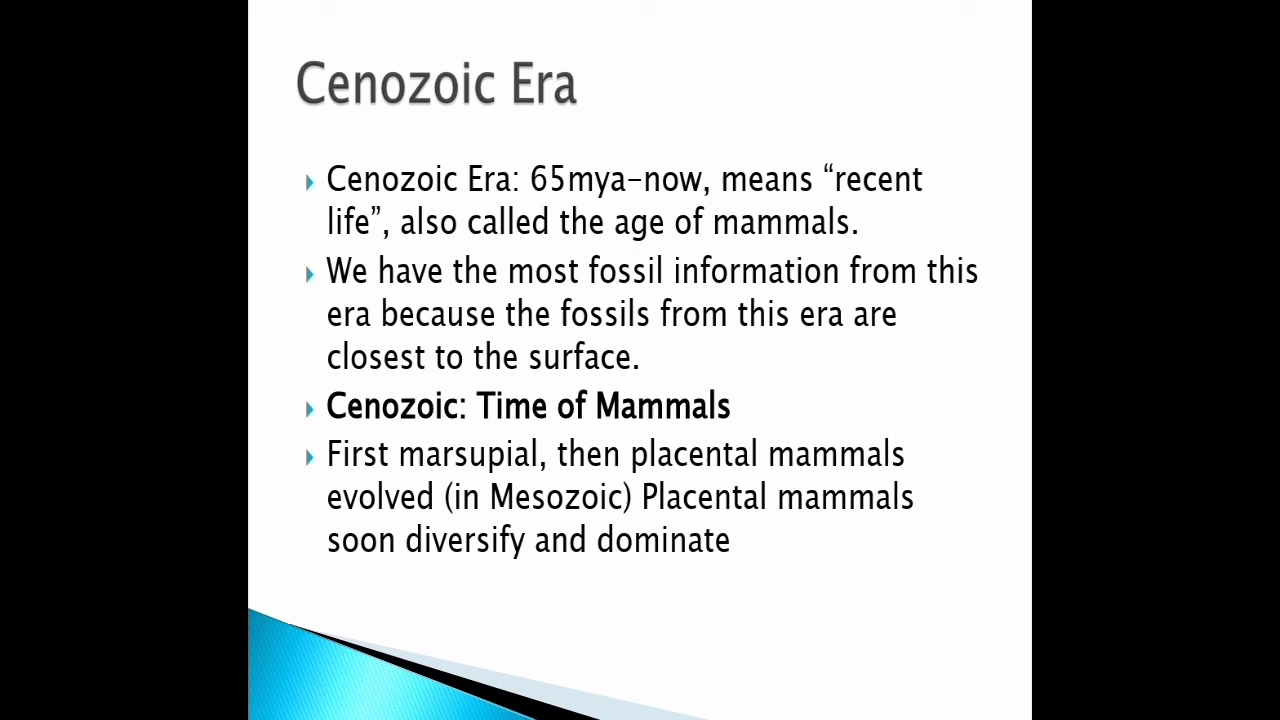 Cenozoic Era
Cenozoic Era: 65mya-now, means “recent
life”, also called the age of mammals.
We have the most fossil information from this
era because the fossils from this era are
closest to the surface.
Cenozoic: Time of Mammals
First marsupial, then placental mammals
evolved (in Mesozoic) Placental mammals
soon diversify and dominate